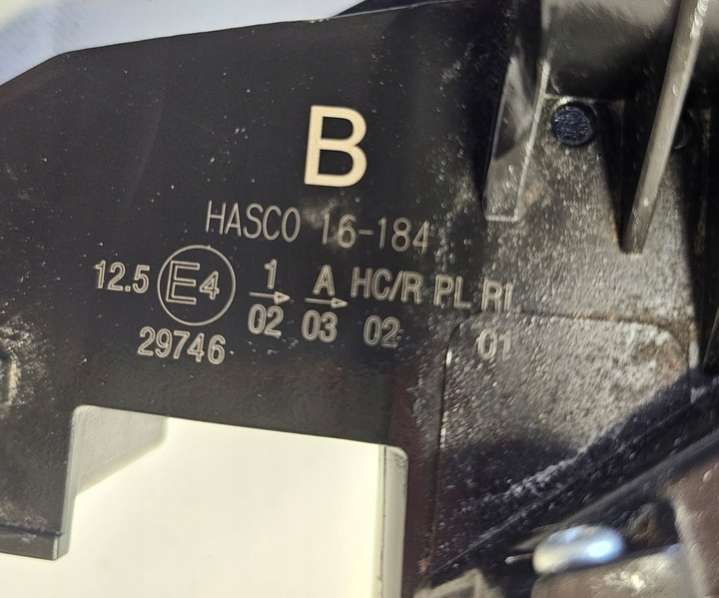 B
HASCO 16-184
12.5 E4 1 A HC/R PL R1
02 03 02 01
29746